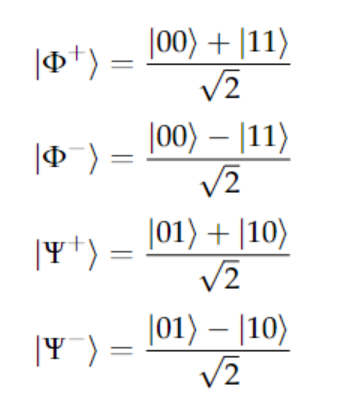 |Φ⁺⟩ = |00⟩ + |11⟩ / √2
|Φ⁻⟩ = |00⟩ − |11⟩ / √2
|Ψ⁺⟩ = |01⟩ + |10⟩ / √2
|Ψ⁻⟩ = |01⟩ − |10⟩ / √2